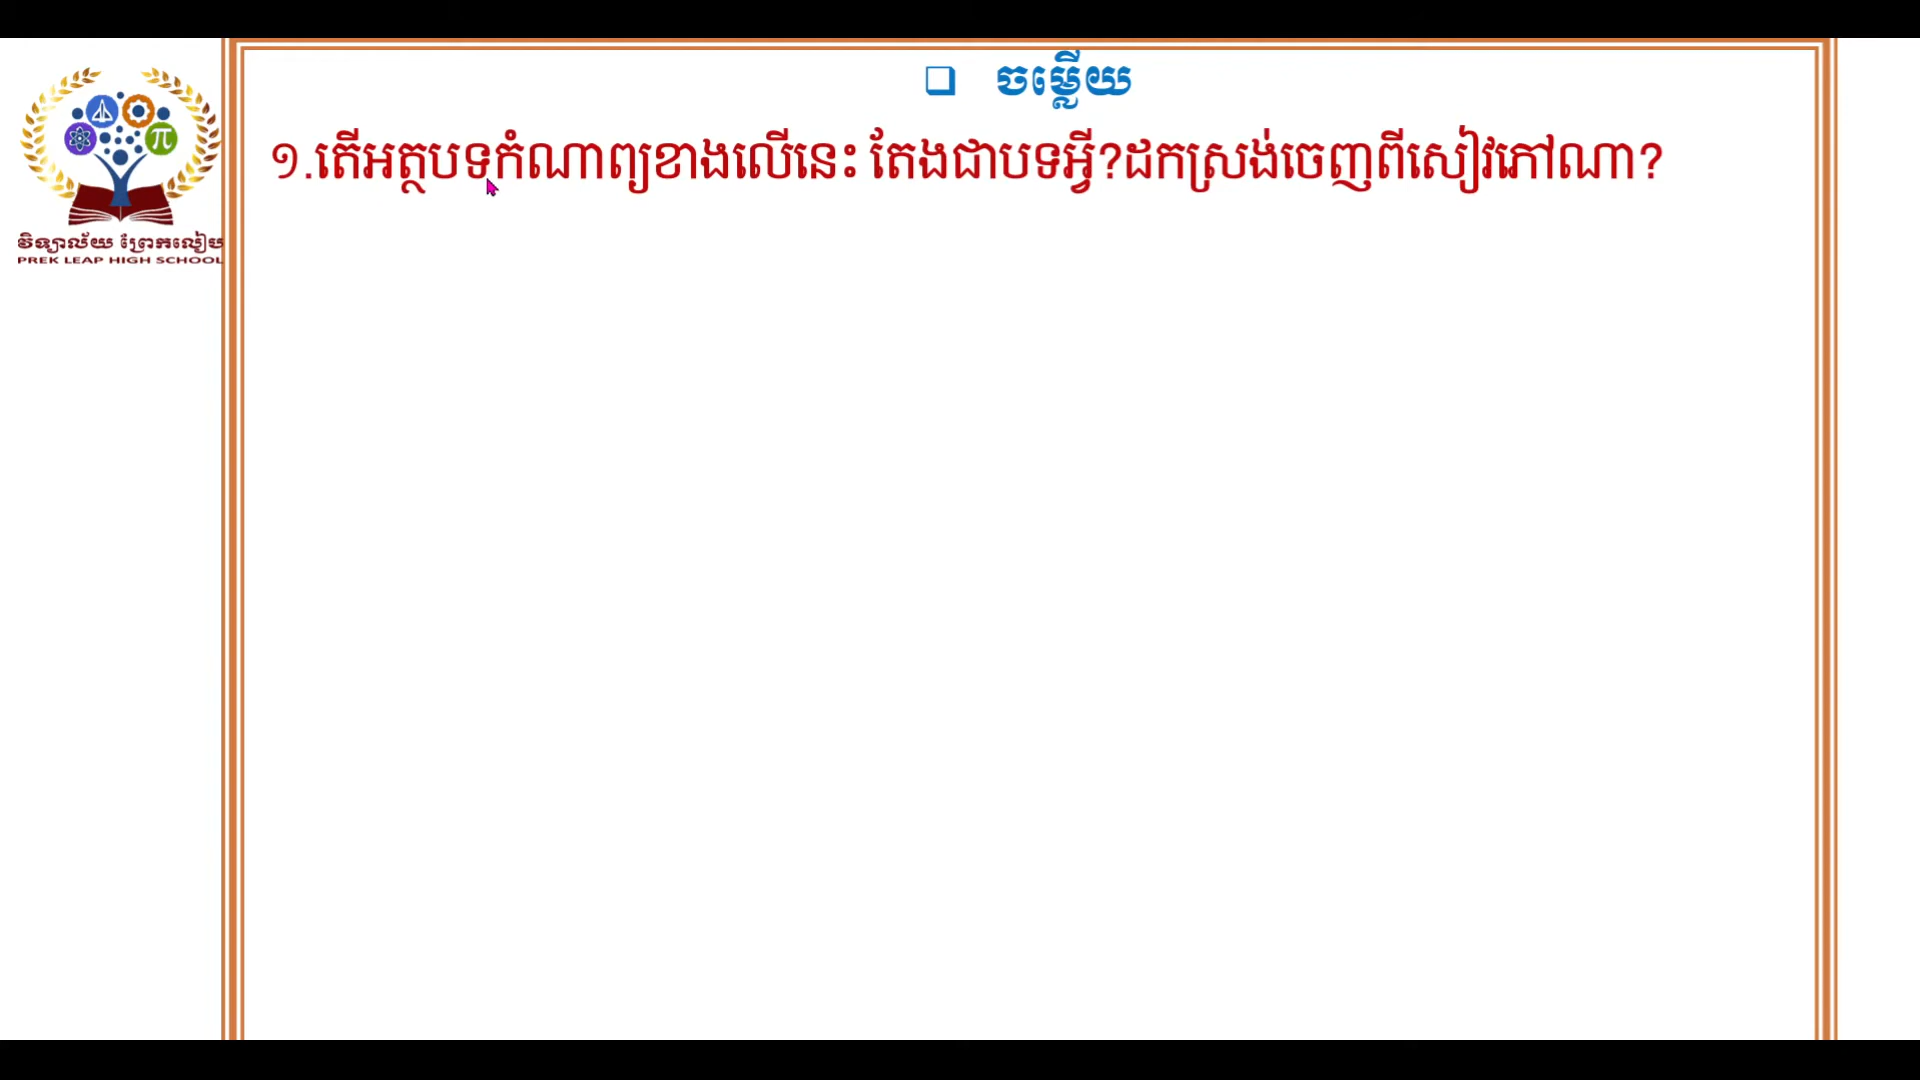 ❑ ចម្លើយ
១.តើអត្ថបទកំណាព្យខាងលើនេះ តែងជាបទអ្វី?ដកស្រង់ចេញពីសៀវភៅណា?
វិទ្យាល័យ ព្រែកលៀប
PREK LEAP HIGH SCHOOL